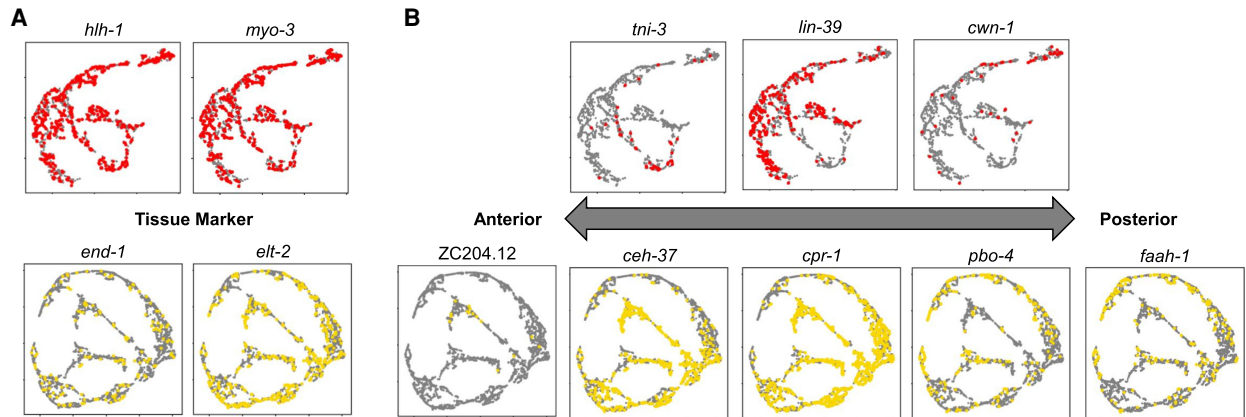 A
B
hlh-1
myo-3
tni-3
lin-39
cwn-1
Tissue Marker
Anterior
Posterior
end-1
elt-2
ZC204.12
ceh-37
cpr-1
pbo-4
faah-1